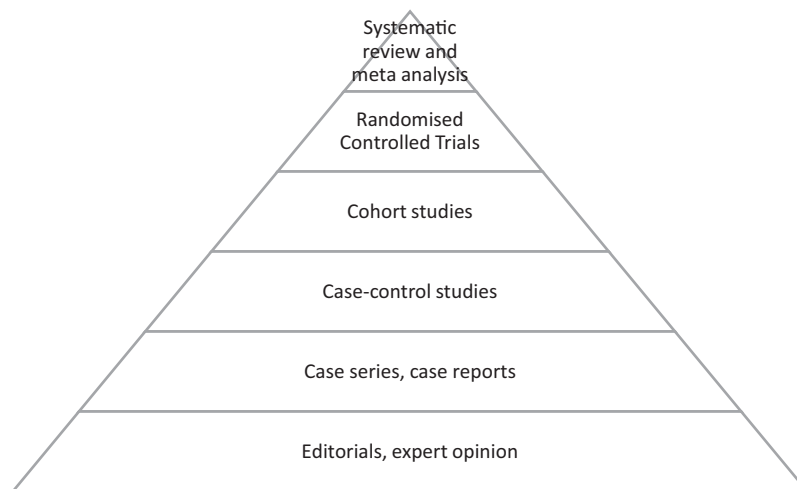 Systematic
review and
meta analysis
Randomised
Controlled Trials
Cohort studies
Case-control studies
Case series, case reports
Editorials, expert opinion